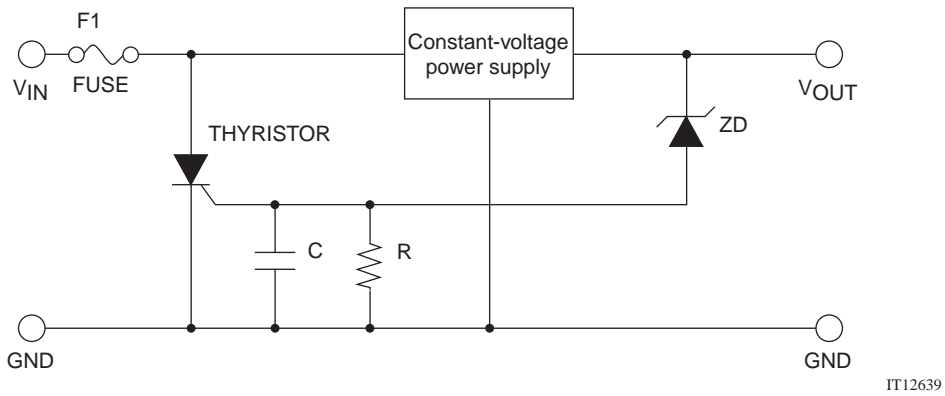 F1
Constant-voltage
power supply
VIN
FUSE
VOUT
ZD
THYRISTOR
C
R
GND
GND
IT12639